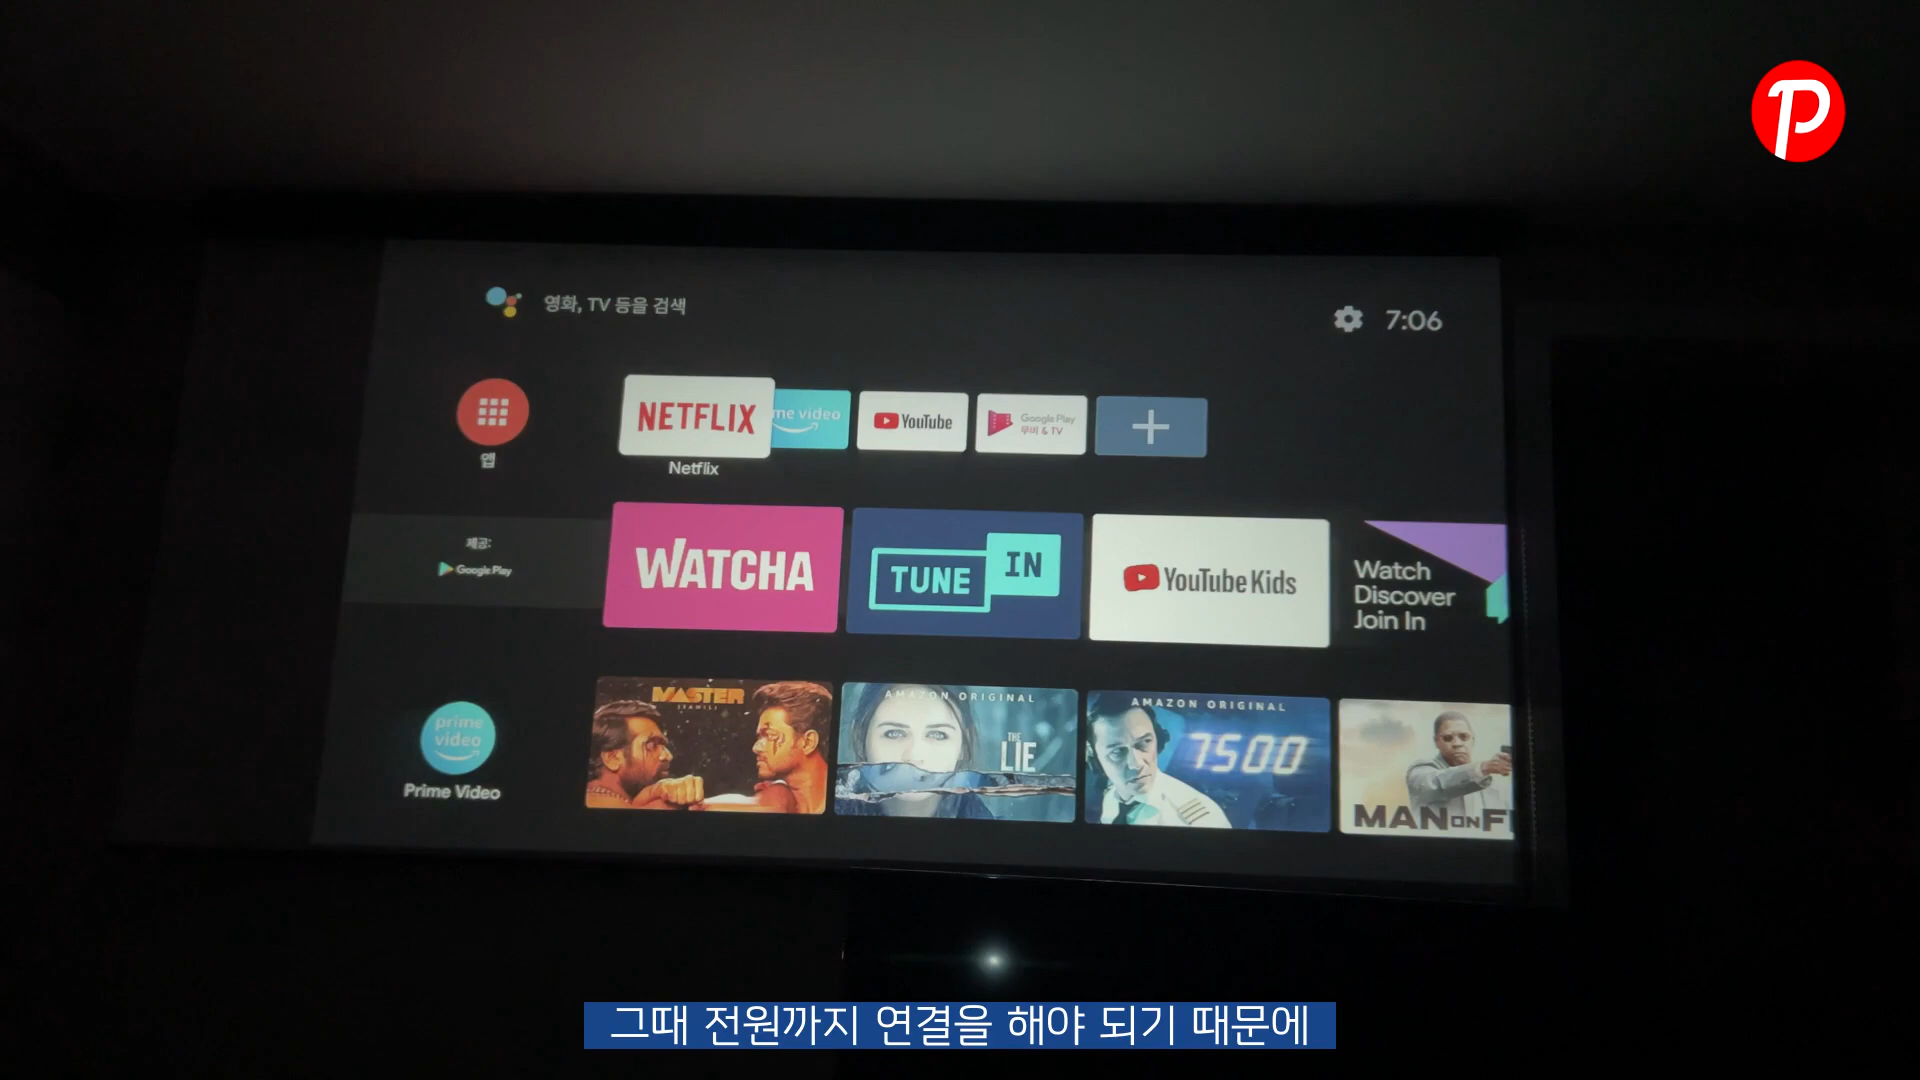 P
영화, TV 등을 검색
7:06
앱
NETFLIX
me video
YouTube
Google Play
무비 & TV
Netflix
제공:
Google Play
WATCHA
TUNE IN
YouTube Kids
Watch
Discover
Join In
prime
video
Prime Video
MASTER
AMAZON ORIGINAL
THE
LIE
AMAZON ORIGINAL
7500
MAN ON F
그때 전원까지 연결을 해야 되기 때문에